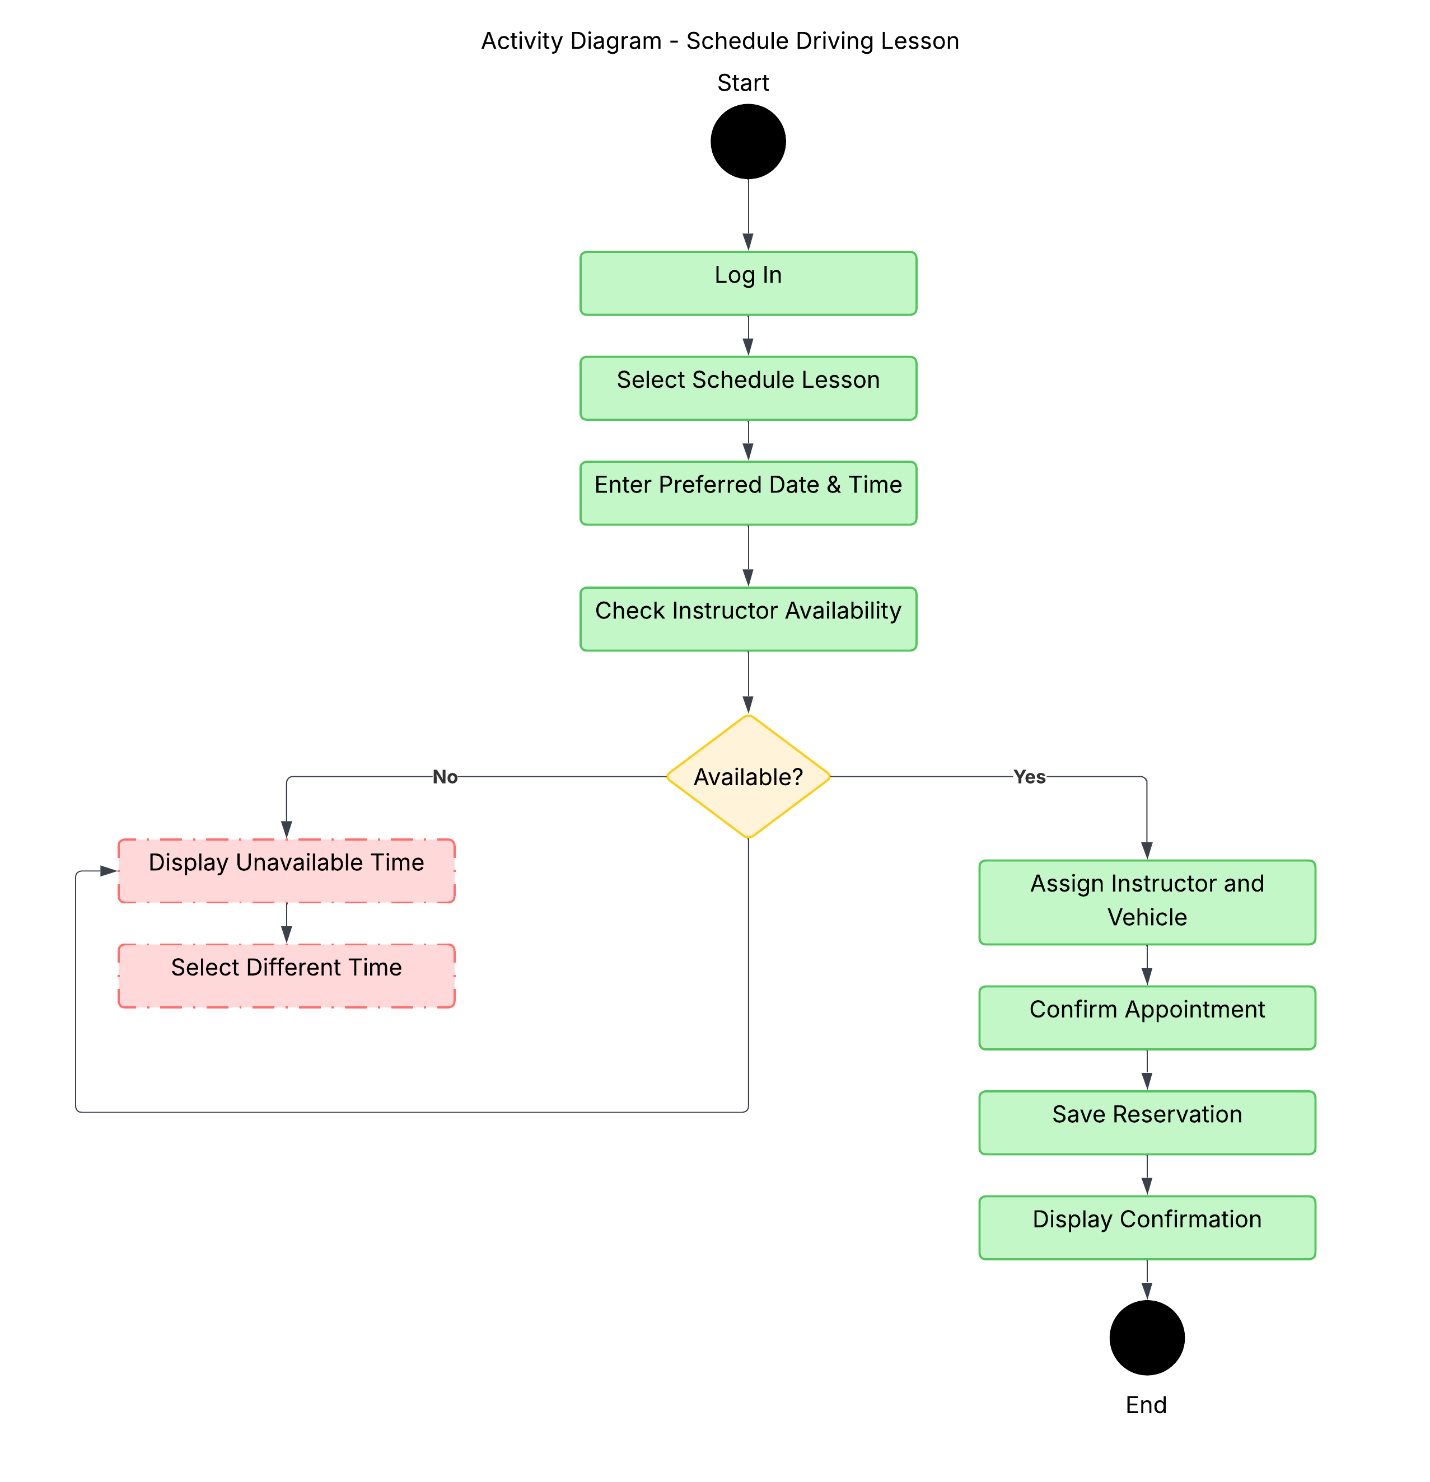 Activity Diagram - Schedule Driving Lesson
Start
Log In
Select Schedule Lesson
Enter Preferred Date & Time
Check Instructor Availability
Available?
No
Yes
Display Unavailable Time
Select Different Time
Assign Instructor and
Vehicle
Confirm Appointment
Save Reservation
Display Confirmation
End